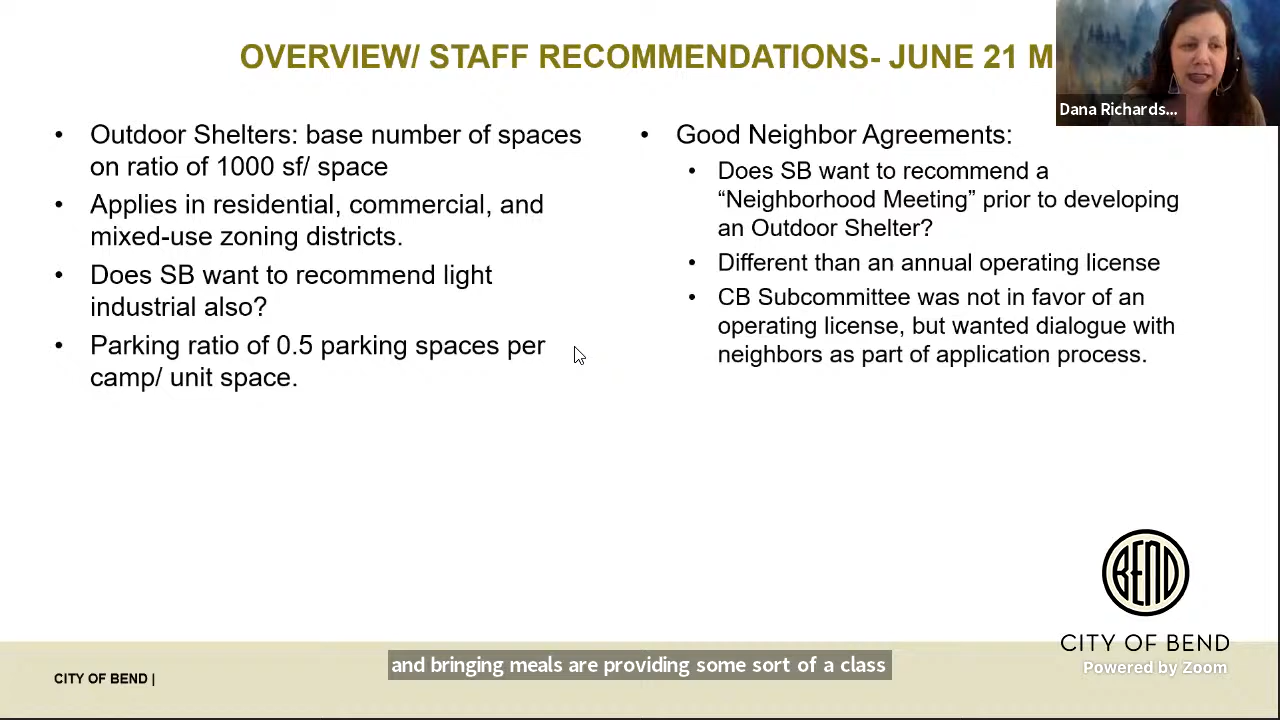 OVERVIEW/ STAFF RECOMMENDATIONS- JUNE 21 M
Dana Richards...
• Outdoor Shelters: base number of spaces
on ratio of 1000 sf/ space
• Applies in residential, commercial, and
mixed-use zoning districts.
• Does SB want to recommend light
industrial also?
• Parking ratio of 0.5 parking spaces per
camp/ unit space.
• Good Neighbor Agreements:
• Does SB want to recommend a
“Neighborhood Meeting” prior to developing
an Outdoor Shelter?
• Different than an annual operating license
• CB Subcommittee was not in favor of an
operating license, but wanted dialogue with
neighbors as part of application process.
BEND
CITY OF BEND
Powered by Zoom
and bringing meals are providing some sort of a class
CITY OF BEND |